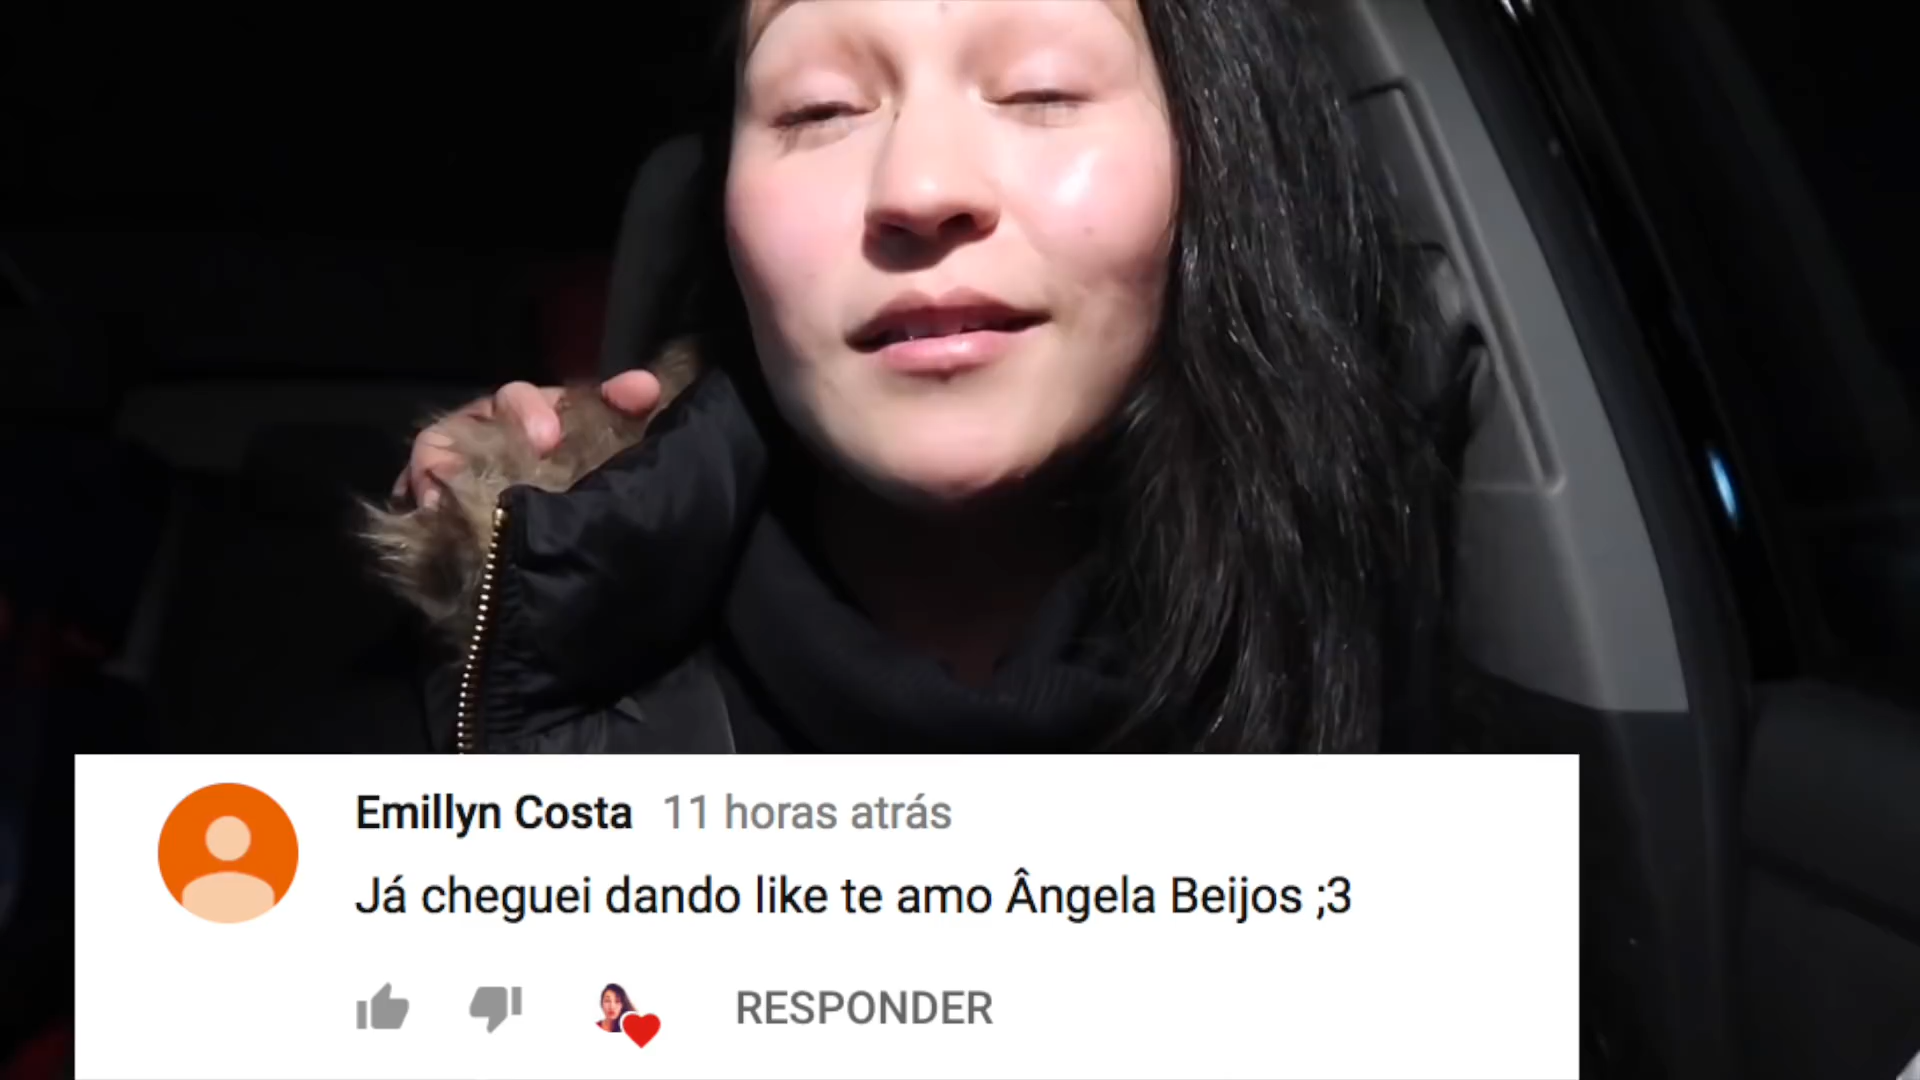 Emillyn Costa 11 horas atrás
Já cheguei dando like te amo Ângela Beijos ;3
RESPONDER